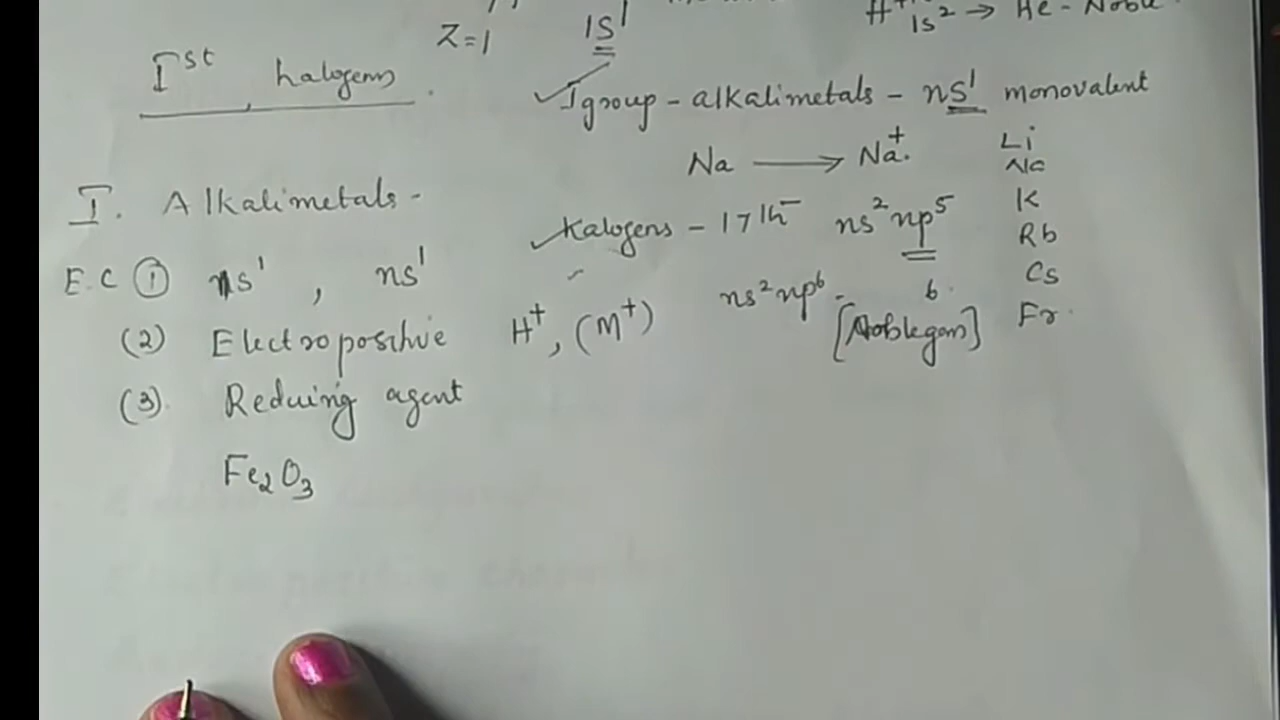 Z=1 1s¹
1s² → He - Nobl
Iˢᵗ, halogens.
I group - alkalimetals - ns¹ monovalent
Na → Na⁺.
Li
Na
K
Rb
Cs
Fr.
I. Alkalimetals -
Halogens - 17th ns² np⁵
E.C ① ns¹, ns¹
ns² np⁶ - 6.
[Noblegas]
(2) Electropositive H⁺, (M⁺)
(3). Reducing agent
Fe₂O₃